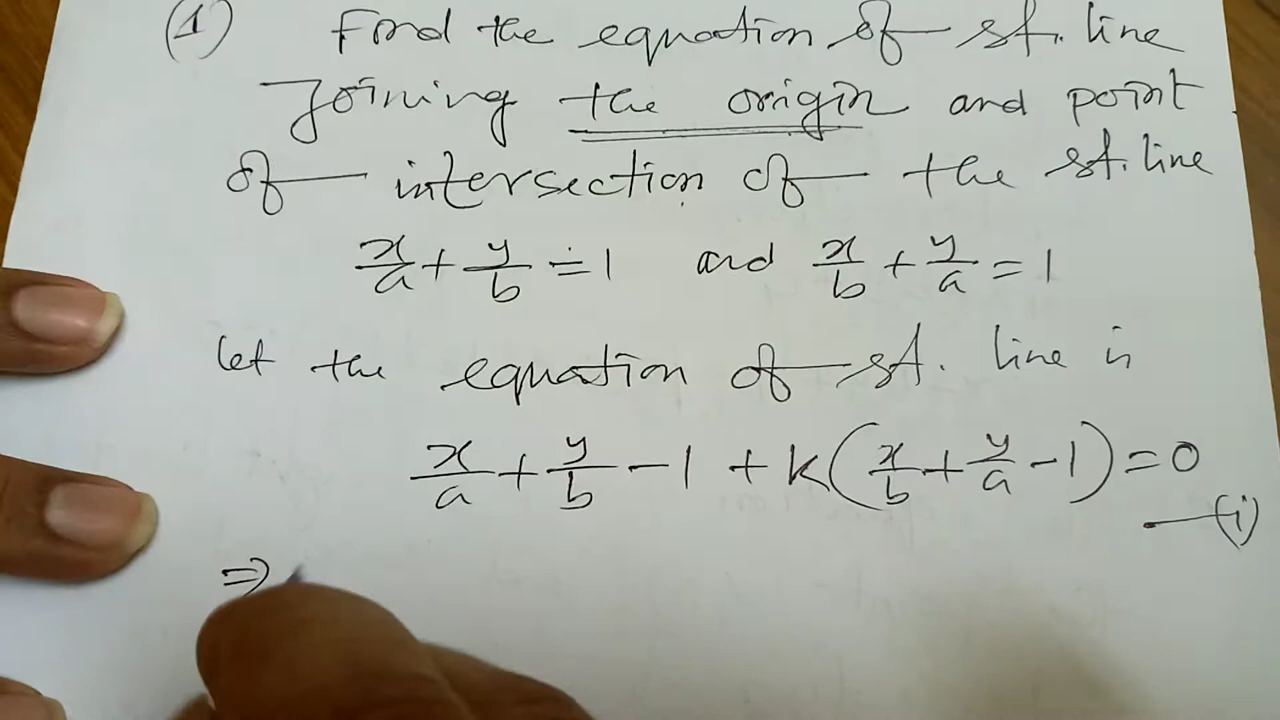 (1) Find the equation of st. line
Joining the origin and point
of intersection of the st. line
x/a + y/b = 1 and x/b + y/a = 1
let the equation of st. line is
x/a + y/b - 1 + k(x/b + y/a - 1) = 0
—(i)
⇒